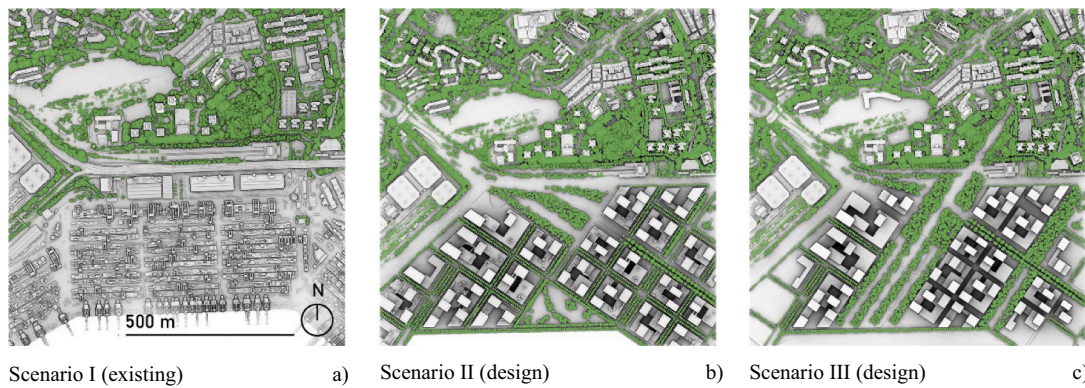 N
500 m
Scenario I (existing) a)
Scenario II (design) b)
Scenario III (design) c)